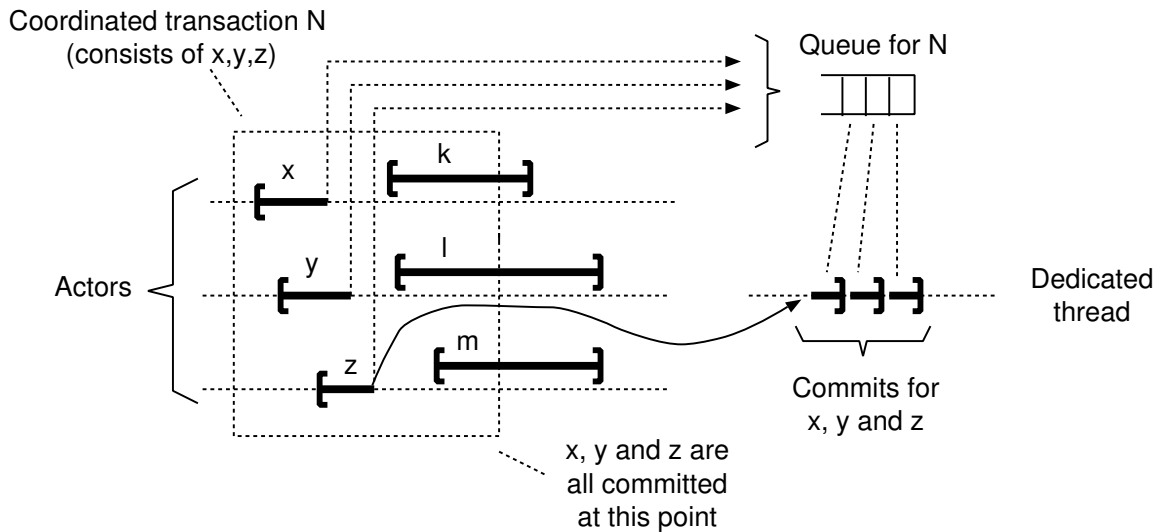 Coordinated transaction N
(consists of x,y,z)
Queue for N
x
k
y
l
z
m
Actors
Dedicated
thread
Commits for
x, y and z
x, y and z are
all committed
at this point